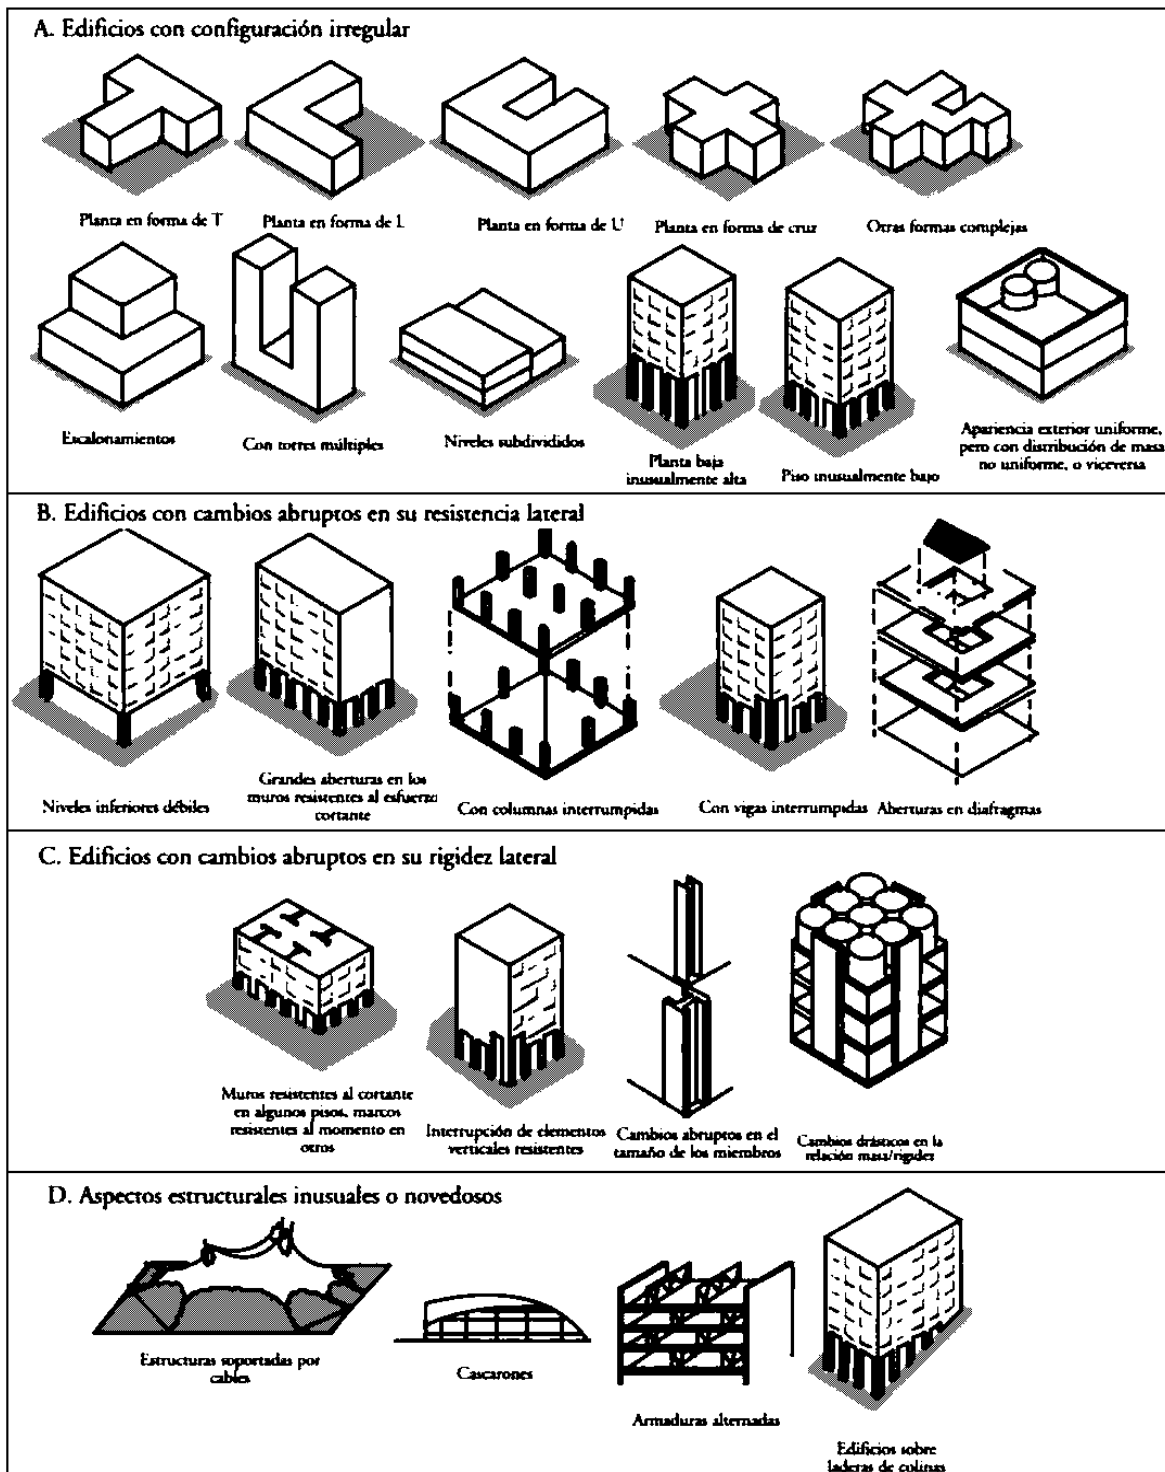 A. Edificios con configuración irregular
Planta en forma de T
Planta en forma de L
Planta en forma de U
Planta en forma de cruz
Otras formas complejas
Escalonamientos
Con torres múltiples
Niveles subdivididos
Planta baja
inusualmente alta
Piso inusualmente bajo
Apariencia exterior uniforme,
pero con distribución de masa
no uniforme, o viceversa
B. Edificios con cambios abruptos en su resistencia lateral
Niveles inferiores débiles
Grandes aberturas en los
muros resistentes al esfuerzo
cortante
Con columnas interrumpidas
Con vigas interrumpidas
Aberturas en diafragmas
C. Edificios con cambios abruptos en su rigidez lateral
Muros resistentes al cortante
en algunos pisos, marcos
resistentes al momento en
otros
Interrupción de elementos
verticales resistentes
Cambios abruptos en el
tamaño de los miembros
Cambios drásticos en la
relación masa/rigidez
D. Aspectos estructurales inusuales o novedosos
Estructuras soportadas por
cables
Cascarones
Armaduras alternadas
Edificios sobre
laderas de colinas